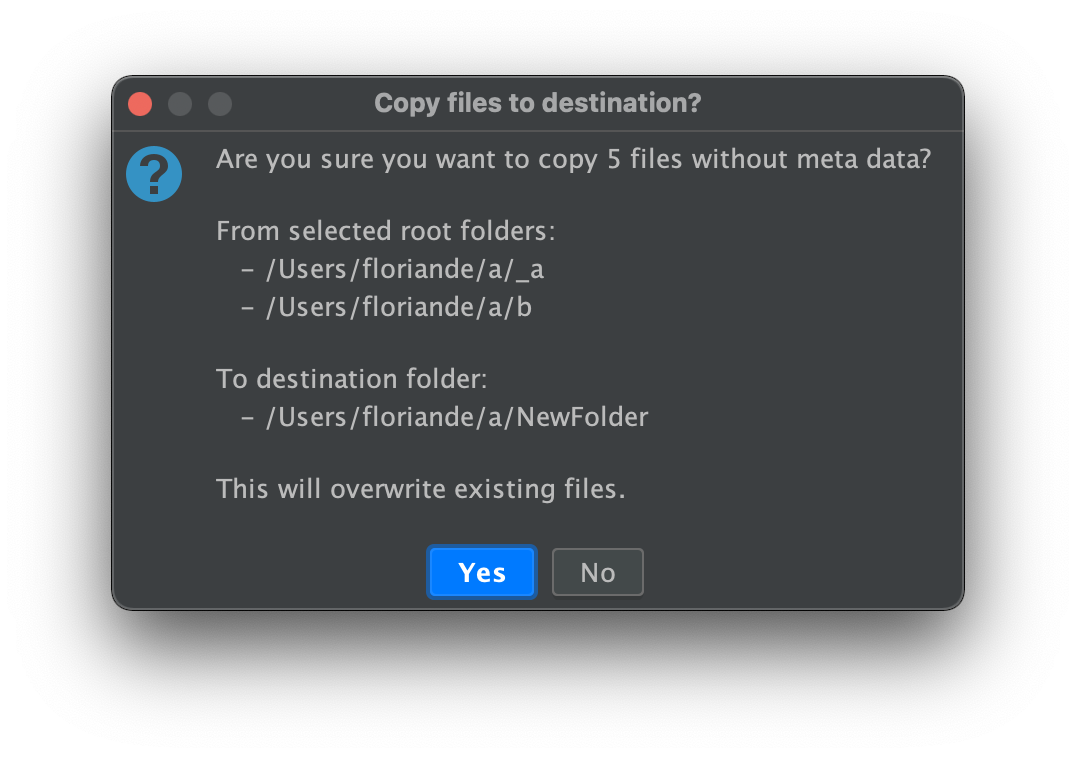 Copy files to destination?
Are you sure you want to copy 5 files without meta data?
From selected root folders:
– /Users/floriande/a/_a
– /Users/floriande/a/b
To destination folder:
– /Users/floriande/a/NewFolder
This will overwrite existing files.
Yes No